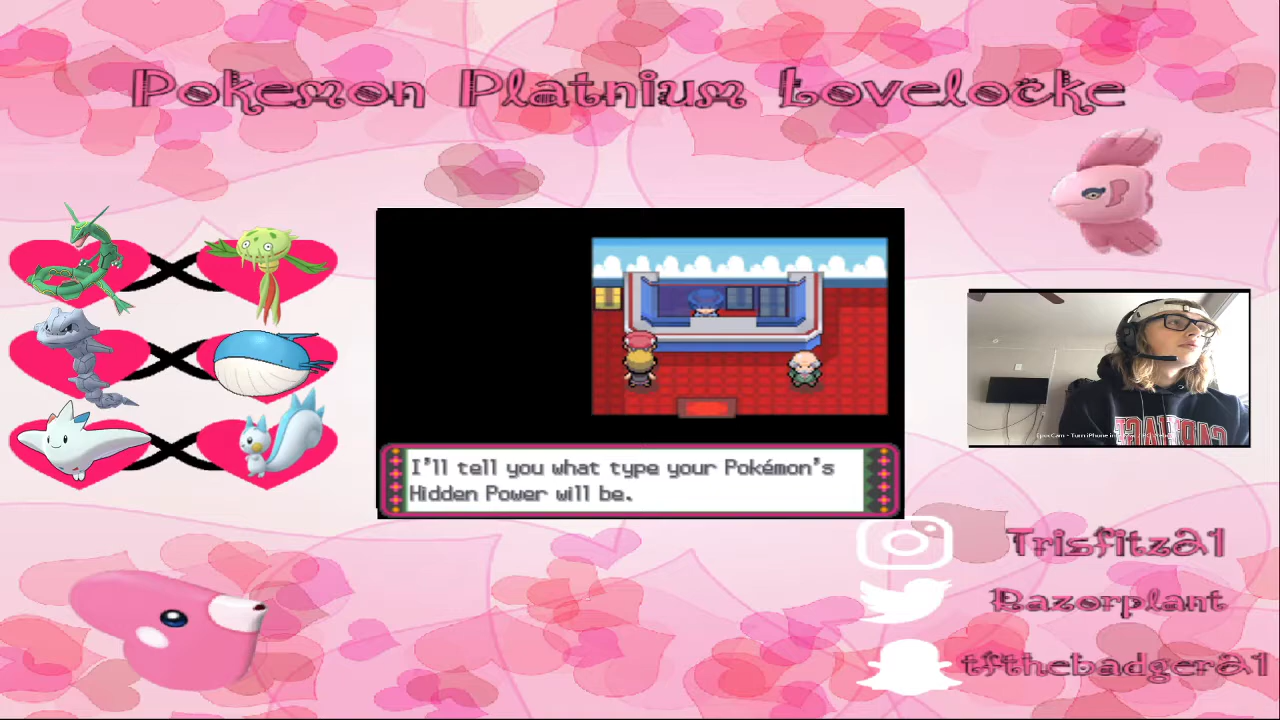 Pokemon Platnium Lovelocke
I'll tell you what type your Pokémon's
Hidden Power will be.
Trisfitz21
Razorplant
tfthebadger21